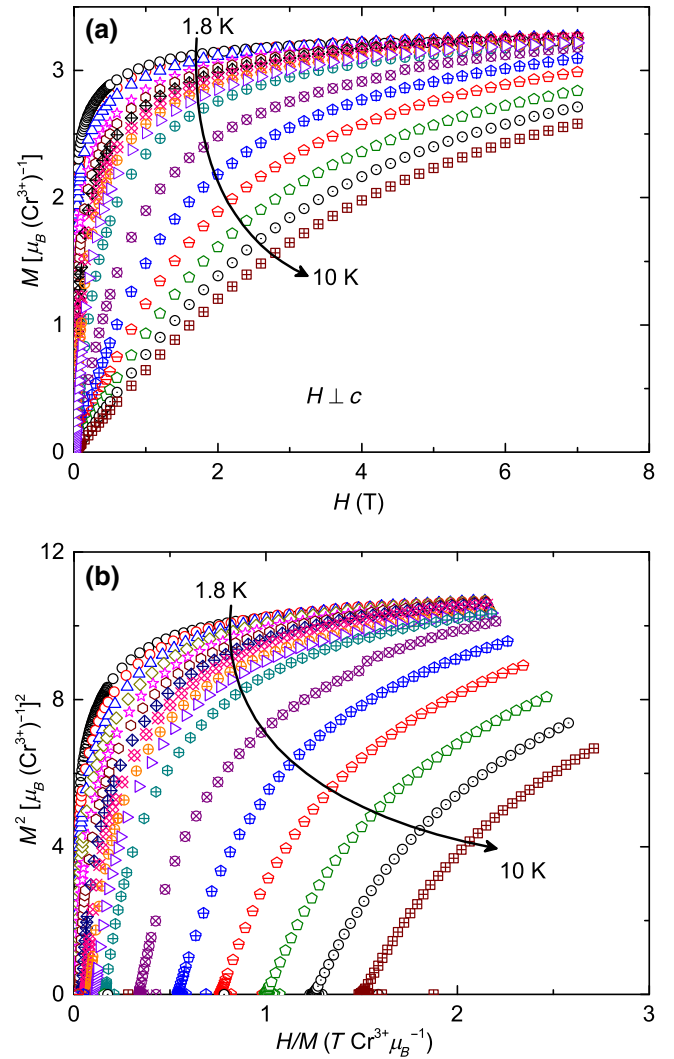 (a)
1.8 K
3
2
1
0
M [μB (Cr³⁺)⁻¹]
10 K
H ⊥ c
0 2 4 6 8
H (T)
(b)
1.8 K
12
8
4
0
M² [μB (Cr³⁺)⁻¹]²
10 K
0 1 2 3
H/M (T Cr³⁺μB⁻¹)